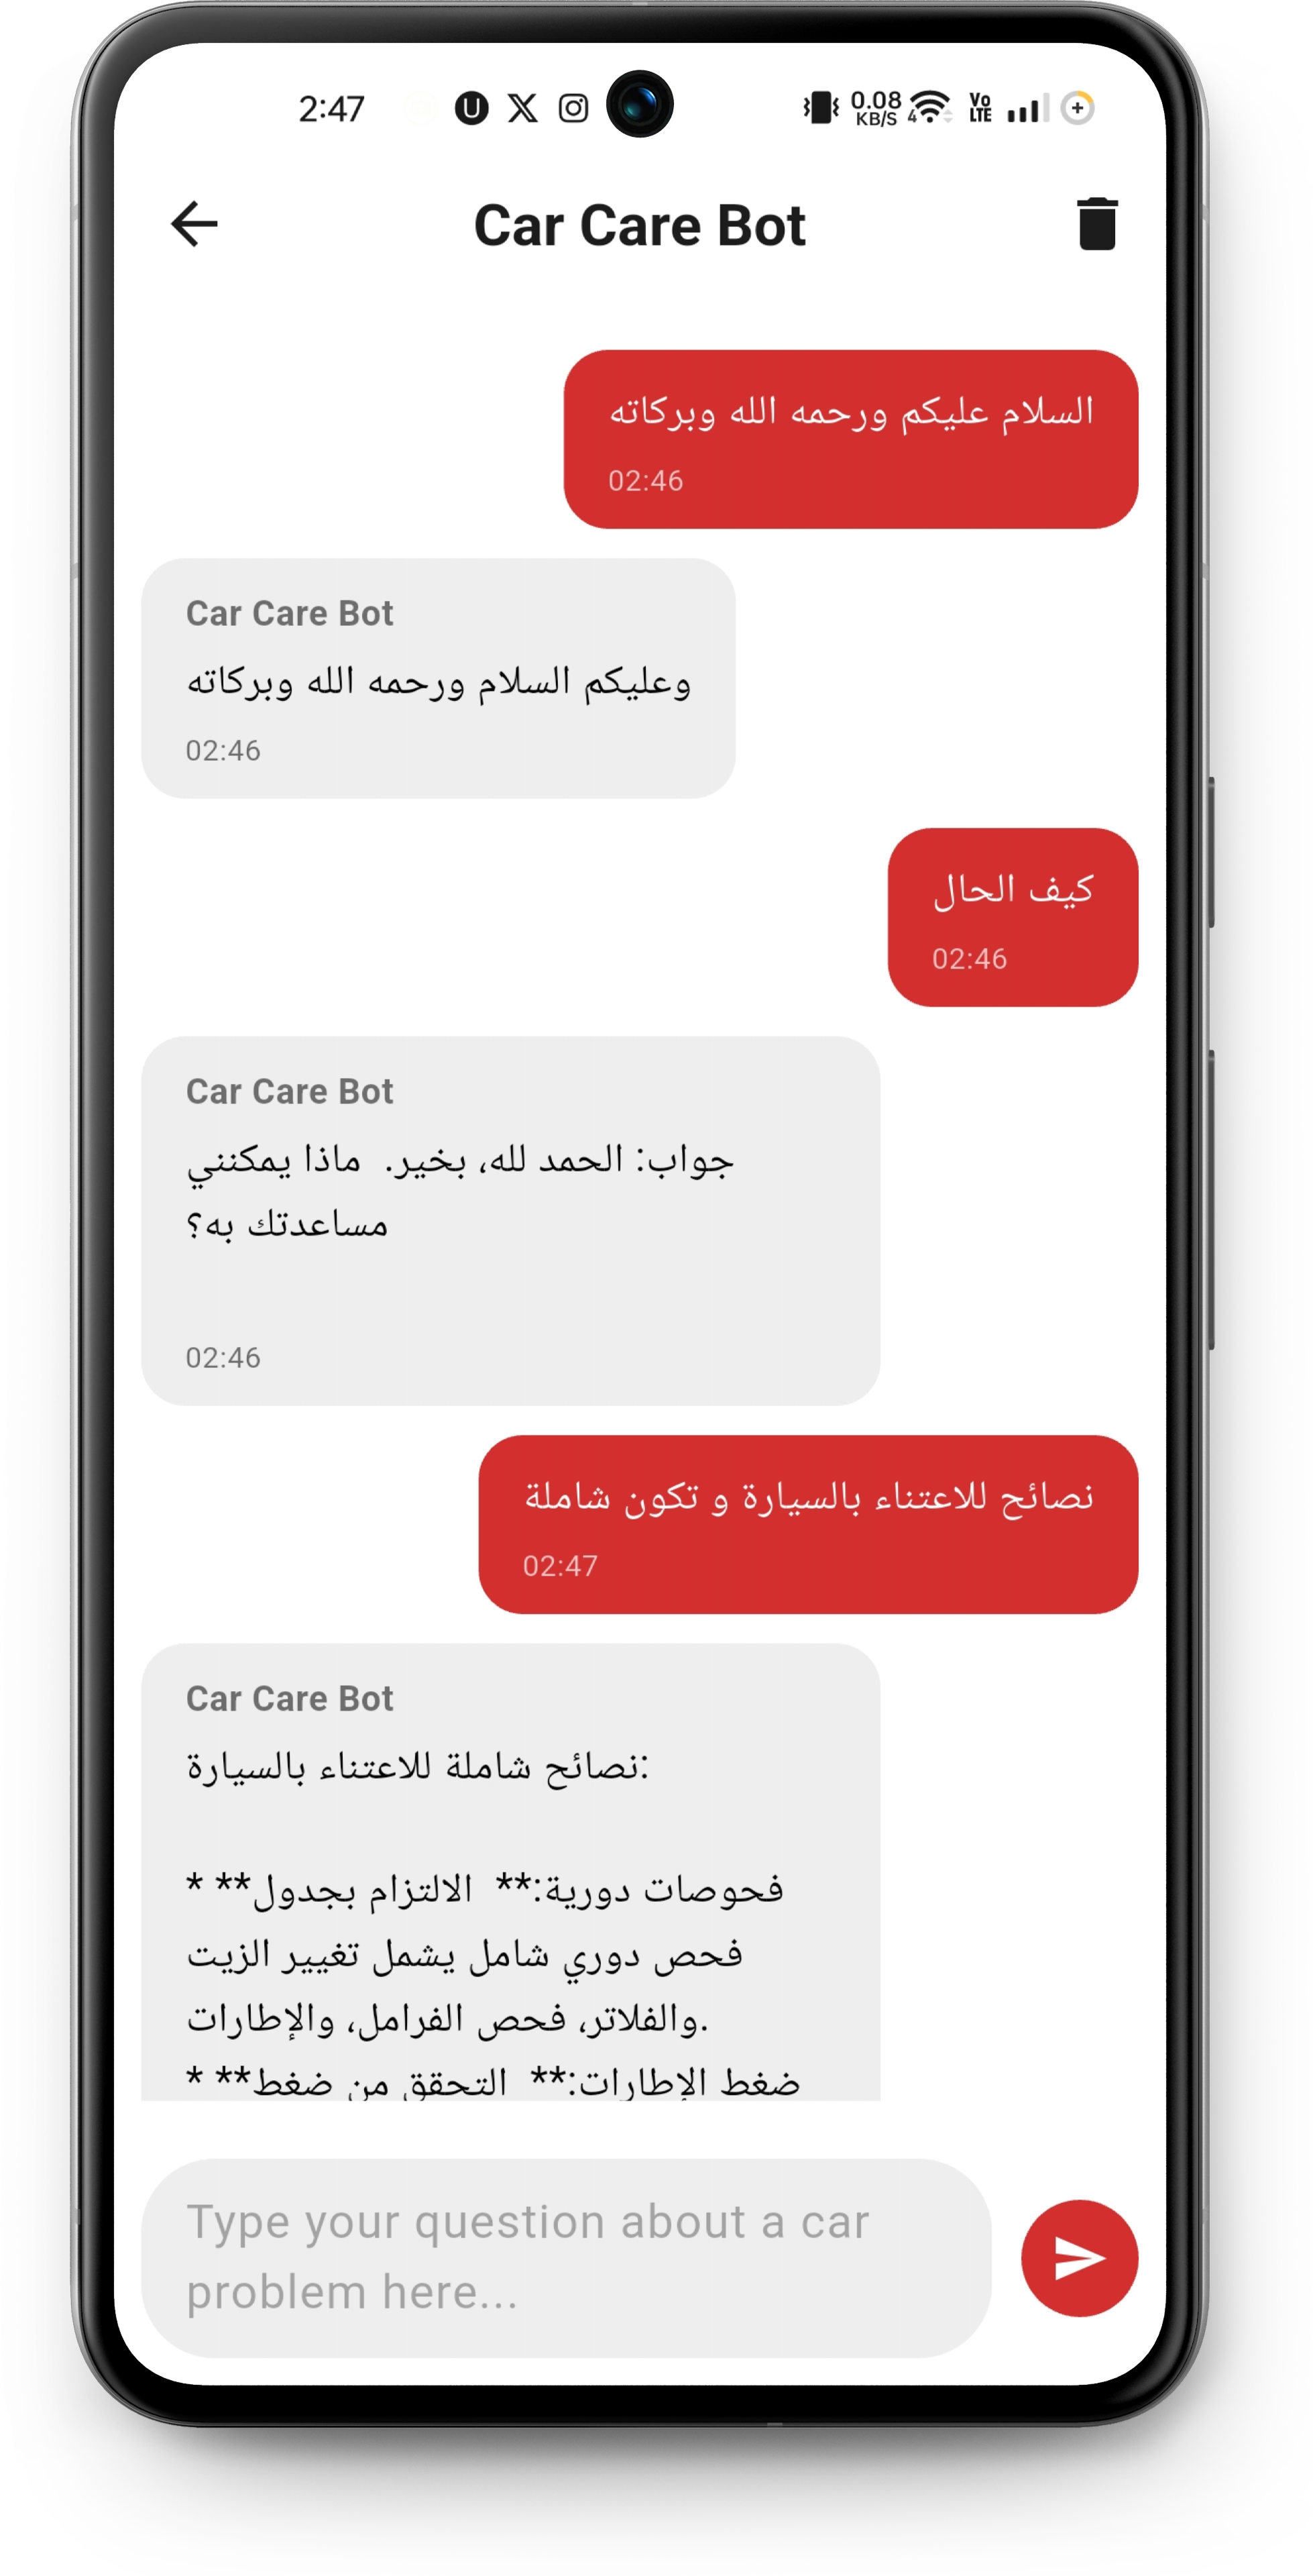 2:47
U
0.08
KB/S
4
Vo
LTE
Car Care Bot
السلام عليكم ورحمه الله وبركاته
02:46
Car Care Bot
وعليكم السلام ورحمه الله وبركاته
02:46
كيف الحال
02:46
Car Care Bot
جواب: الحمد لله، بخير.  ماذا يمكنني
مساعدتك به؟
02:46
نصائح للاعتناء بالسيارة و تكون شاملة
02:47
Car Care Bot
نصائح شاملة للاعتناء بالسيارة:
* **فحوصات دورية:**  الالتزام بجدول
فحص دوري شامل يشمل تغيير الزيت
والفلاتر، فحص الفرامل، والإطارات.
* **ضغط الإطارات:**  التحقق من ضغط
Type your question about a car
problem here...